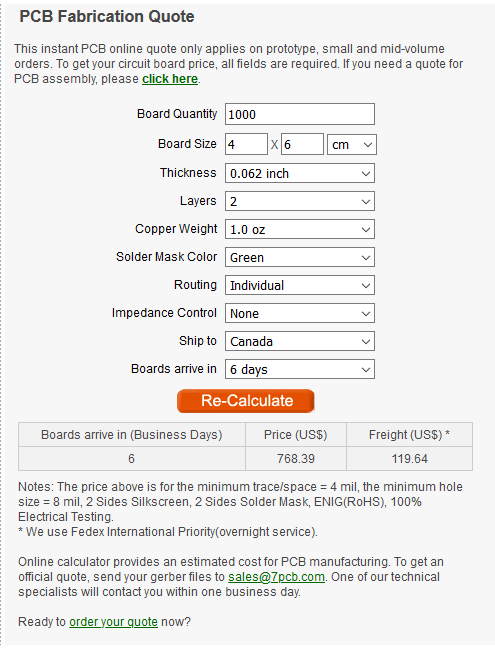 PCB Fabrication Quote
This instant PCB online quote only applies on prototype, small and mid-volume
orders. To get your circuit board price, all fields are required. If you need a quote for
PCB assembly, please click here.
Board Quantity 1000
Board Size 4 X 6 cm
Thickness 0.062 inch
Layers 2
Copper Weight 1.0 oz
Solder Mask Color Green
Routing Individual
Impedance Control None
Ship to Canada
Boards arrive in 6 days
Re-Calculate
Boards arrive in (Business Days) Price (US$) Freight (US$) *
6 768.39 119.64
Notes: The price above is for the minimum trace/space = 4 mil, the minimum hole
size = 8 mil, 2 Sides Silkscreen, 2 Sides Solder Mask, ENIG(RoHS), 100%
Electrical Testing.
* We use Fedex International Priority(overnight service).
Online calculator provides an estimated cost for PCB manufacturing. To get an
official quote, send your gerber files to sales@7pcb.com. One of our technical
specialists will contact you within one business day.
Ready to order your quote now?